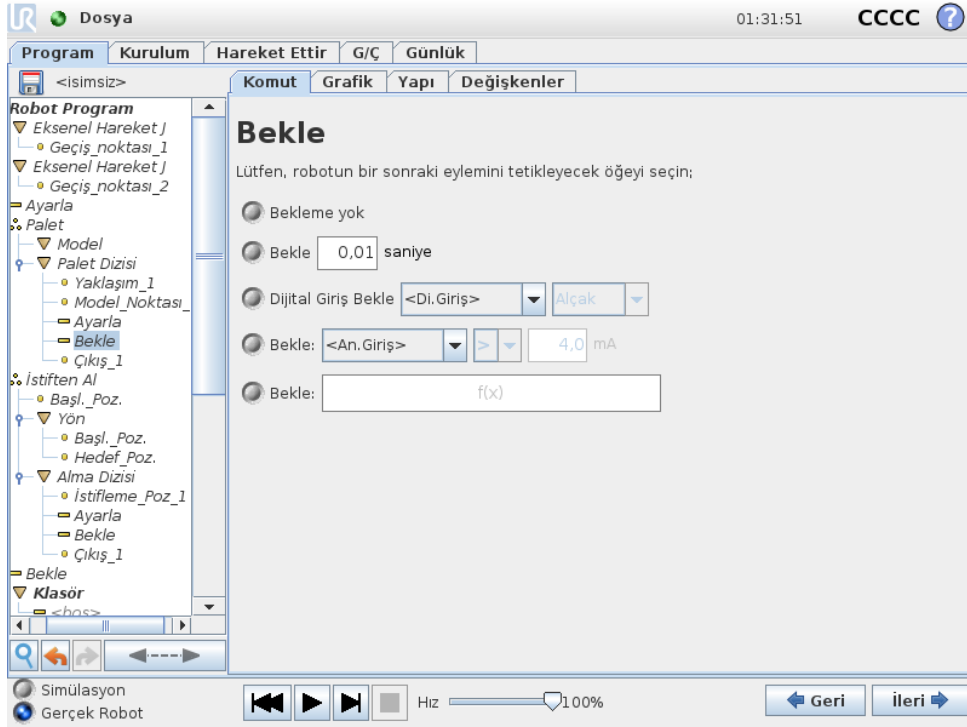 UR Dosya 01:31:51 CCCC ?
Program Kurulum Hareket Ettir G/Ç Günlük
<isimsiz>
Komut Grafik Yapı Değişkenler
Robot Program
Eksenel Hareket J
Geçiş_noktası_1
Eksenel Hareket J
Geçiş_noktası_2
Ayarla
Palet
Model
Palet Dizisi
Yaklaşım_1
Model_Noktası_
Ayarla
Bekle
Çıkış_1
İstiften Al
Başl._Poz.
Yön
Başl._Poz.
Hedef_Poz.
Alma Dizisi
İstifleme_Poz_1
Ayarla
Bekle
Çıkış_1
Bekle
Klasör
<boş>
Bekle
Lütfen, robotun bir sonraki eylemini tetikleyecek öğeyi seçin;
Bekleme yok
Bekle 0,01 saniye
Dijital Giriş Bekle <Di.Giriş> Alçak
Bekle: <An.Giriş> > 4,0 mA
Bekle: f(x)
Simülasyon
Gerçek Robot
Hız 100%
Geri İleri